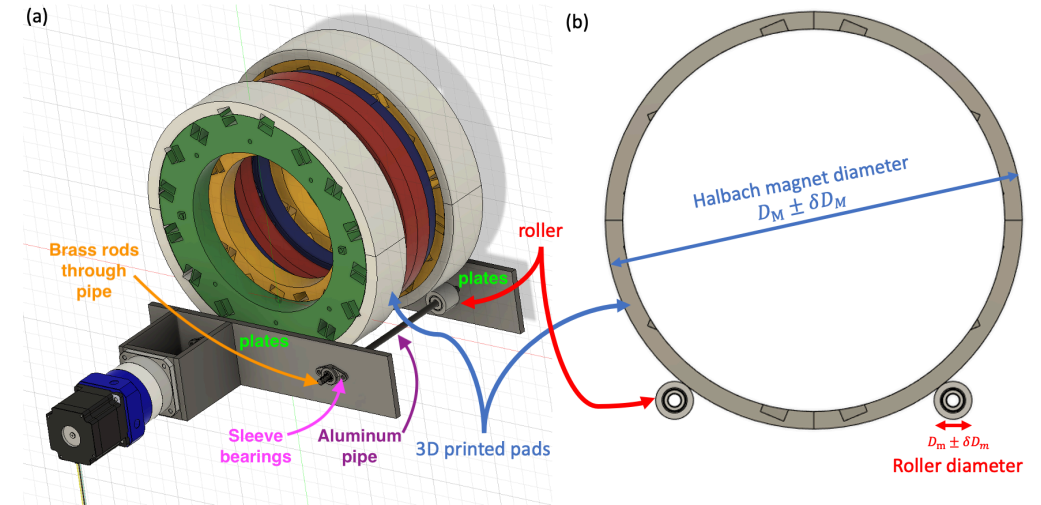 (a)
(b)
Halbach magnet diameter
D_M ± δD_M
roller
Brass rods
through
pipe
plates
plates
Sleeve
bearings
Aluminum
pipe
3D printed pads
D_m ± δD_m
Roller diameter